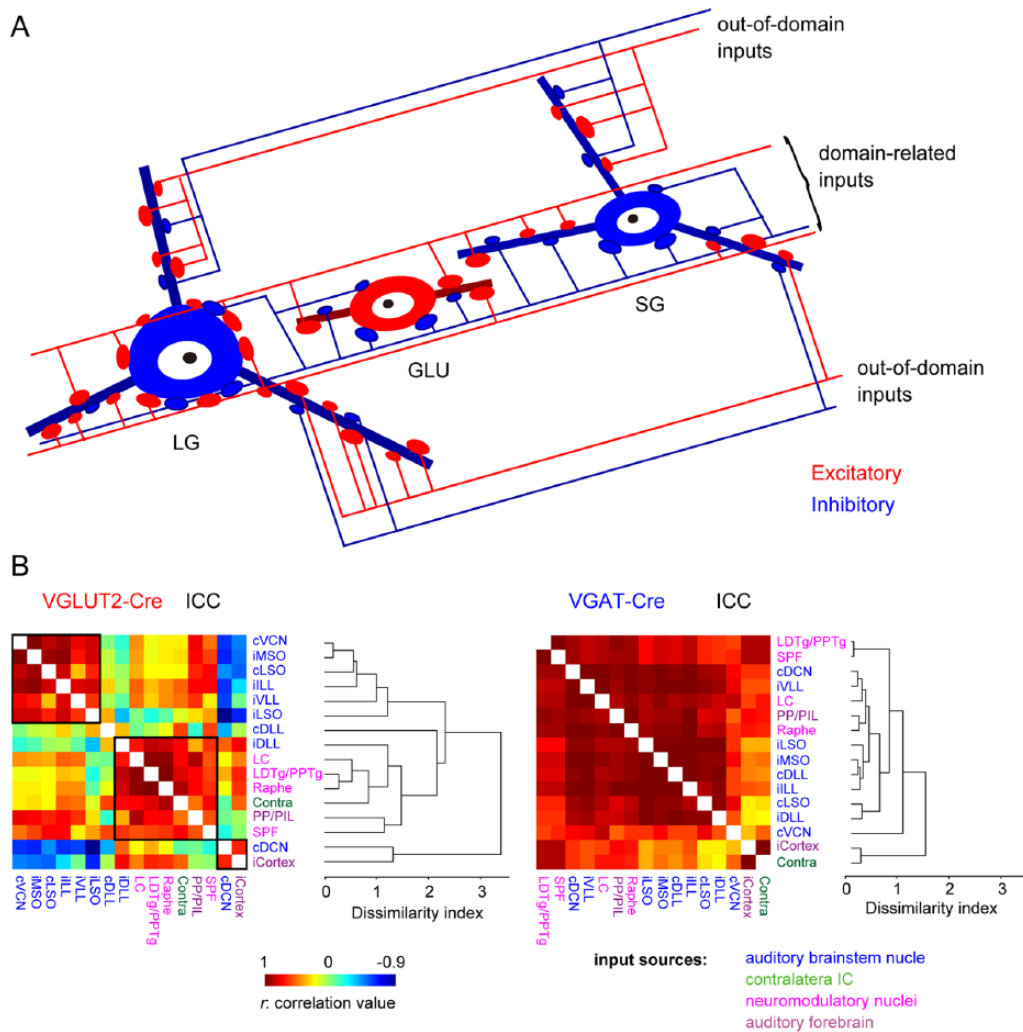 A
out-of-domain
inputs
domain-related
inputs
SG
GLU
out-of-domain
inputs
LG
Excitatory
Inhibitory
B
VGLUT2-Cre ICC
cVCN
iMSO
cLSO
iILL
iVLL
iLSO
cDLL
iDLL
LC
LDTg/PPTg
Raphe
Contra
PP/PIL
SPF
cDCN
iCortex
cVCN
iMSO
cLSO
iILL
iVLL
iLSO
cDLL
iDLL
LC
LDTg/PPTg
Raphe
Contra
PP/PIL
SPF
cDCN
iCortex
0 1 2 3
Dissimilarity index
1 0 -0.9
r: correlation value
VGAT-Cre ICC
LDTg/PPTg
SPF
cDCN
iVLL
LC
PP/PIL
Raphe
iLSO
iMSO
cDLL
iILL
cLSO
iDLL
cVCN
iCortex
Contra
LDTg/PPTg
SPF
cDCN
iVLL
LC
PP/PIL
Raphe
iLSO
iMSO
cDLL
iILL
cLSO
iDLL
cVCN
iCortex
Contra
0 1 2 3
Dissimilarity index
input sources:
auditory brainstem nucle
contralatera IC
neuromodulatory nuclei
auditory forebrain